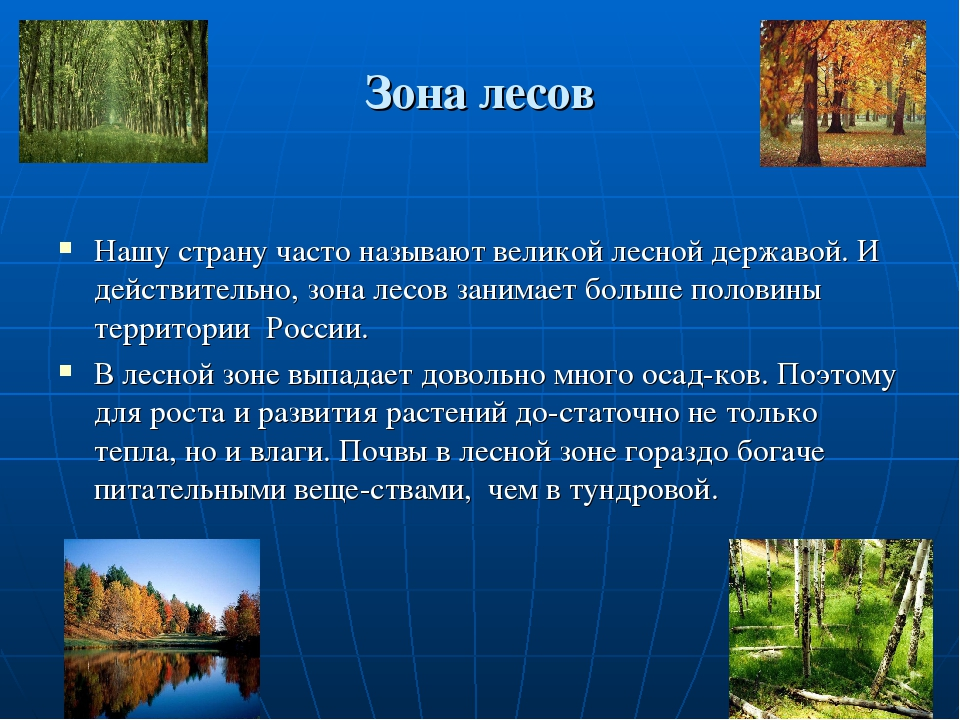 Зона лесов
Нашу страну часто называют великой лесной державой. И
действительно, зона лесов занимает больше половины
территории  России.
В лесной зоне выпадает довольно много осад-ков. Поэтому
для роста и развития растений до-статочно не только
тепла, но и влаги. Почвы в лесной зоне гораздо богаче
питательными веще-ствами,  чем в тундровой.